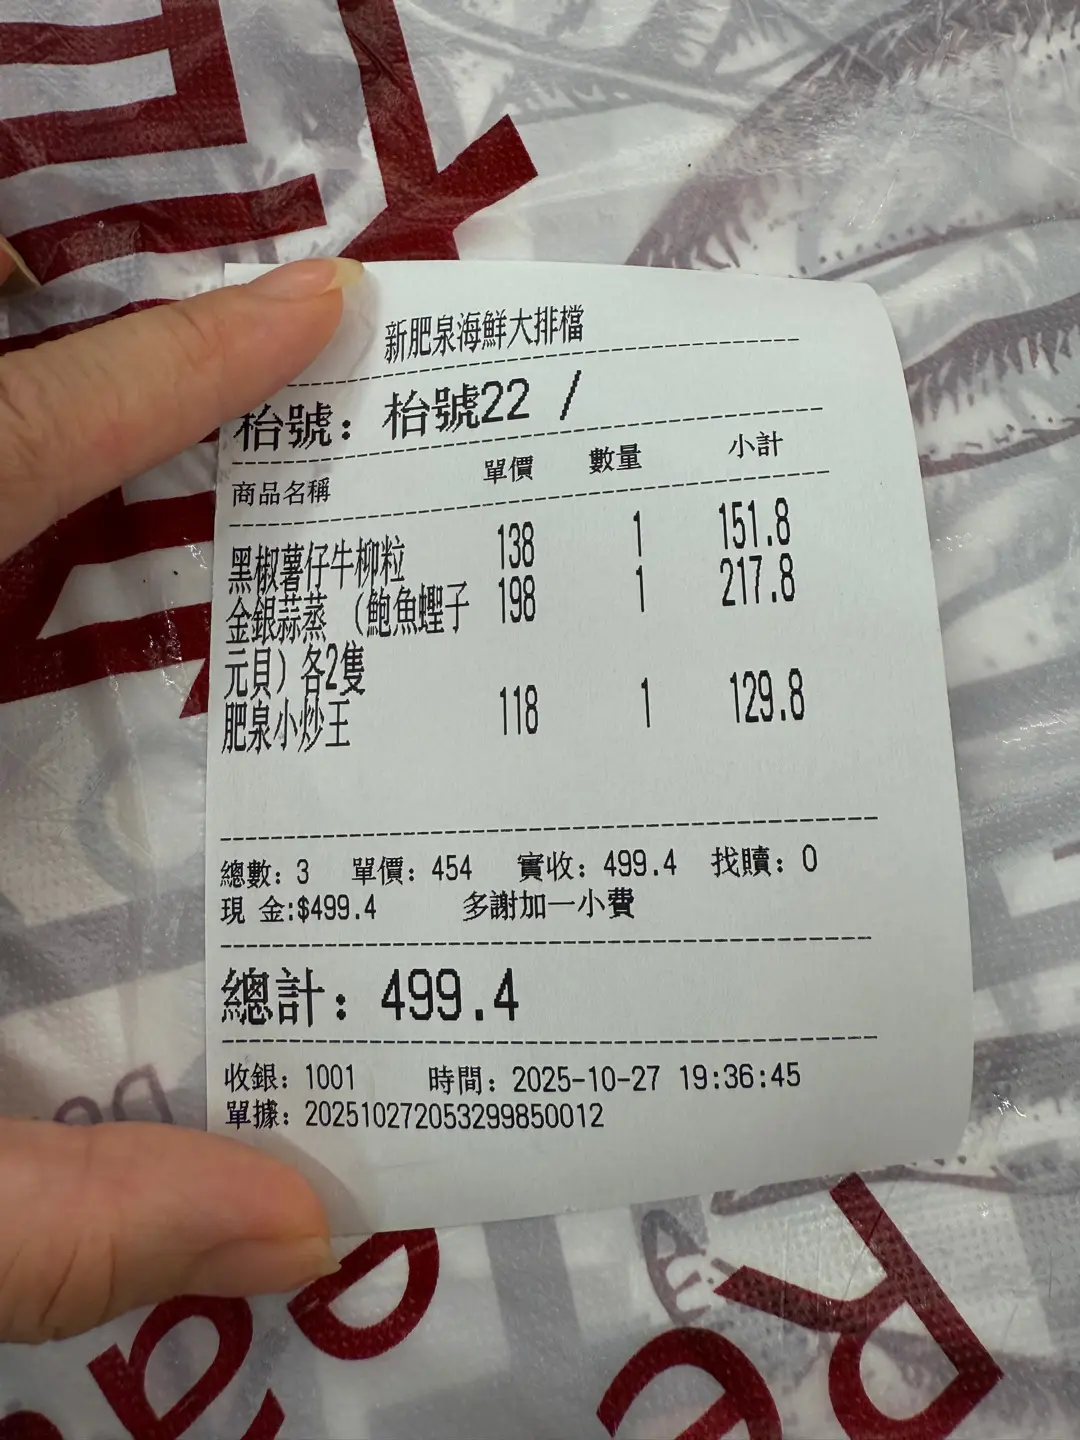 新肥泉海鮮大排檔
枱號: 枱號22 /
商品名稱 單價 數量 小計
黑椒薯仔牛柳粒 138 1 151.8
金銀蒜蒸 (鮑魚蟶子 198 1 217.8
元貝) 各2隻
肥泉小炒王 118 1 129.8
總數: 3 單價: 454 實收: 499.4 找贖: 0
現 金:$499.4 多謝加一小費
總計: 499.4
收銀: 1001 時間: 2025-10-27 19:36:45
單據: 2025102720532998500​12